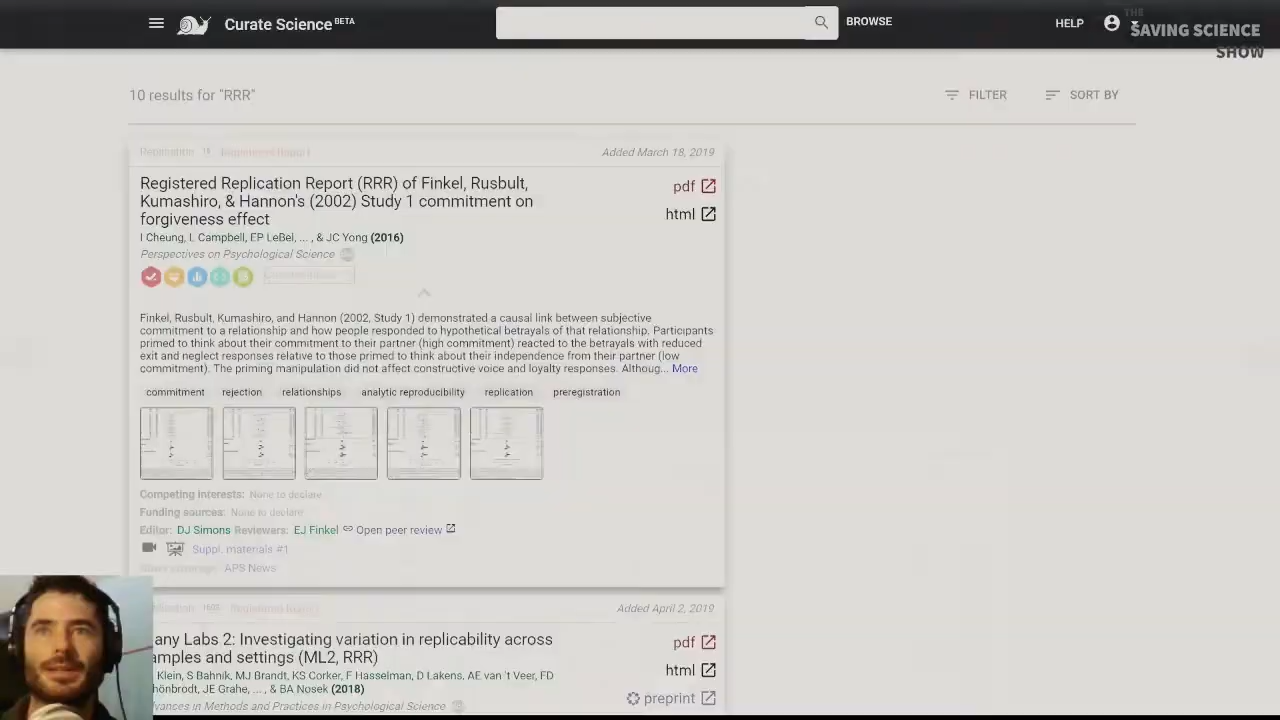 Curate Science BETA
BROWSE
HELP
THE
SAVING SCIENCE
SHOW
10 results for "RRR"
FILTER
SORT BY
Replication
Registered Report
Added March 18, 2019
Registered Replication Report (RRR) of Finkel, Rusbult,
Kumashiro, & Hannon's (2002) Study 1 commitment on
forgiveness effect
pdf
html
I Cheung, L Campbell, EP LeBel, ... , & JC Yong (2016)
Perspectives on Psychological Science
Finkel, Rusbult, Kumashiro, and Hannon (2002, Study 1) demonstrated a causal link between subjective
commitment to a relationship and how people responded to hypothetical betrayals of that relationship. Participants
primed to think about their commitment to their partner (high commitment) reacted to the betrayals with reduced
exit and neglect responses relative to those primed to think about their independence from their partner (low
commitment). The priming manipulation did not affect constructive voice and loyalty responses. Althoug... More
commitment rejection relationships analytic reproducibility replication preregistration
Competing interests: None to declare
Funding sources: None to declare
Editor: DJ Simons Reviewers: EJ Finkel Open peer review
Suppl. materials #1
News coverage: APS News
Registered Report
Added April 2, 2019
any Labs 2: Investigating variation in replicability across
amples and settings (ML2, RRR)
pdf
html
preprint
Klein, S Bahník, MJ Brandt, KS Corker, F Hasselman, D Lakens, AE van 't Veer, FD
hönbrodt, JE Grahe, ... , & BA Nosek (2018)
dvances in Methods and Practices in Psychological Science